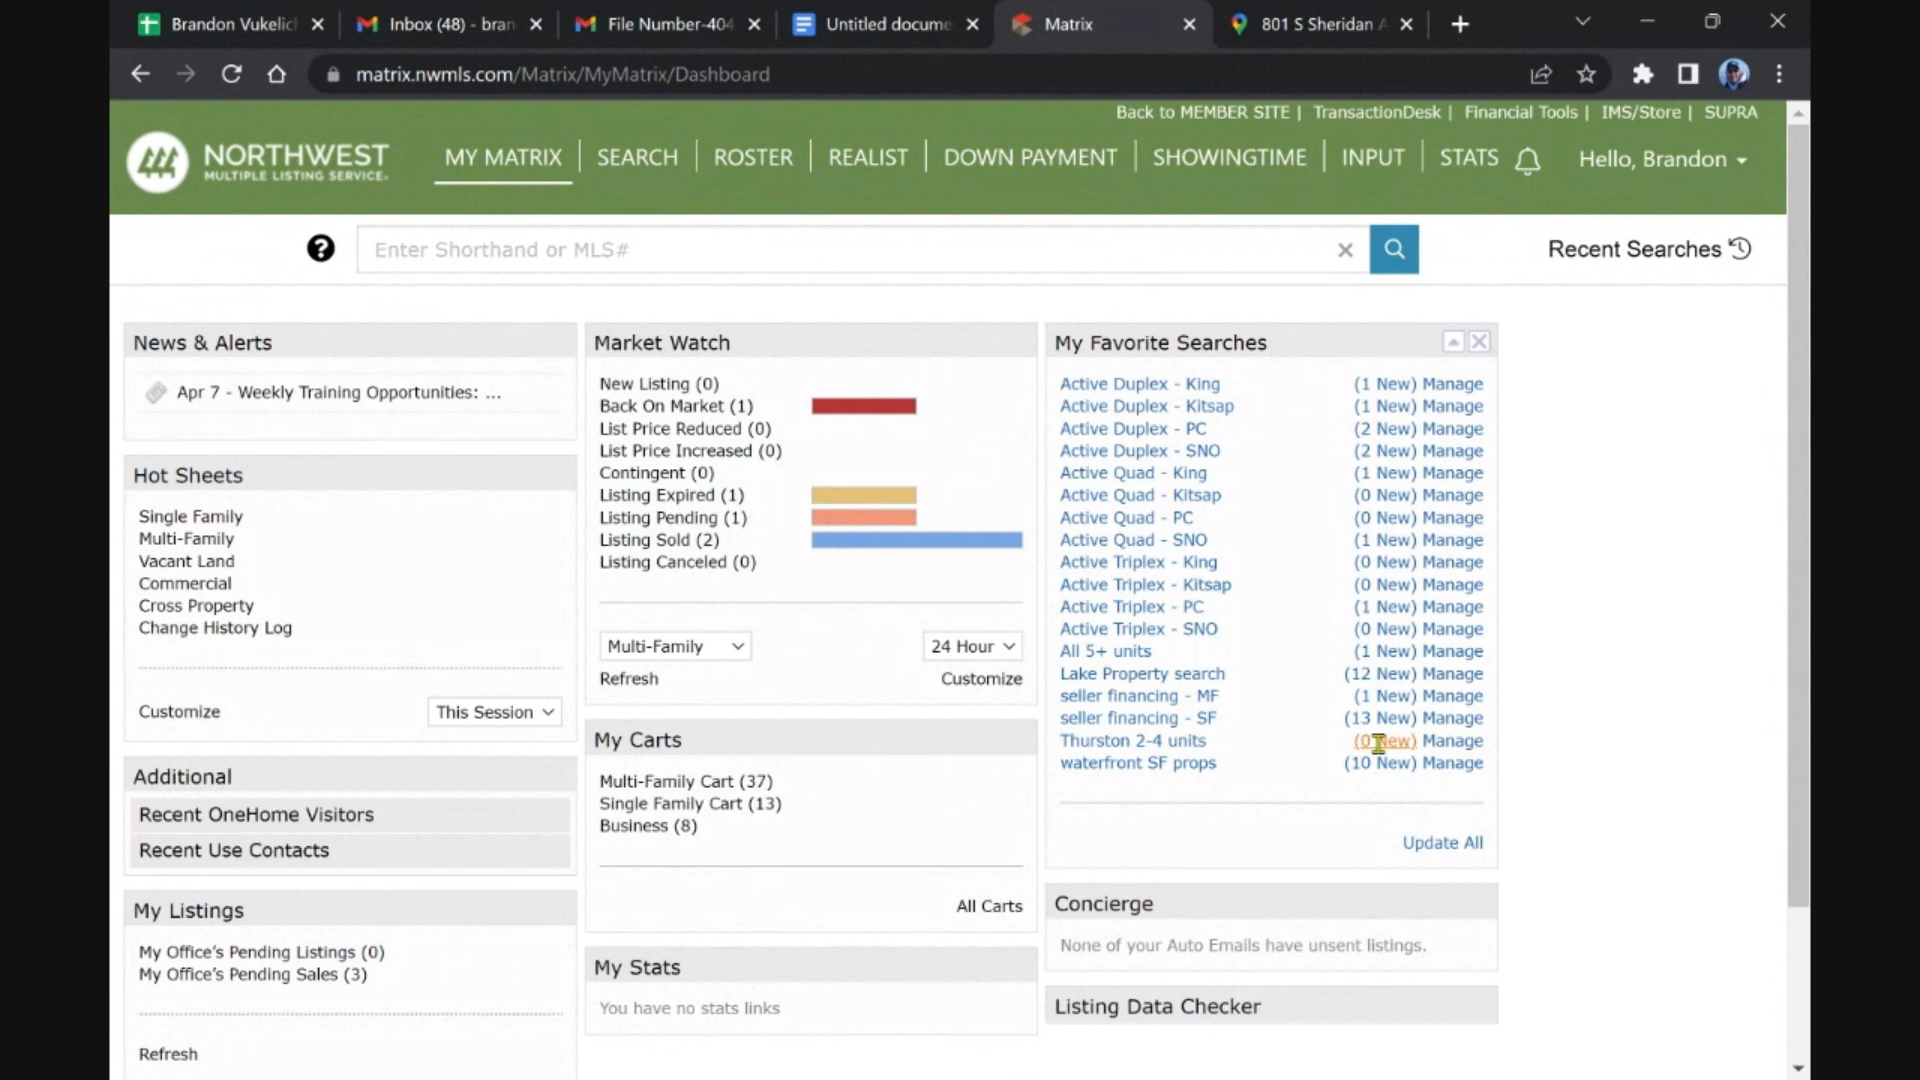 Brandon Vukelic
Inbox (48) - bran
File Number-404
Untitled docume
Matrix
801 S Sheridan A
matrix.nwmls.com/Matrix/MyMatrix/Dashboard
Back to MEMBER SITE | TransactionDesk | Financial Tools | IMS/Store | SUPRA
NORTHWEST
MULTIPLE LISTING SERVICE.
MY MATRIX
SEARCH
ROSTER
REALIST
DOWN PAYMENT
SHOWINGTIME
INPUT
STATS
Hello, Brandon
Enter Shorthand or MLS#
Recent Searches
News & Alerts
Apr 7 - Weekly Training Opportunities: ...
Hot Sheets
Single Family
Multi-Family
Vacant Land
Commercial
Cross Property
Change History Log
Customize
This Session
Additional
Recent OneHome Visitors
Recent Use Contacts
My Listings
My Office's Pending Listings (0)
My Office's Pending Sales (3)
Refresh
Market Watch
New Listing (0)
Back On Market (1)
List Price Reduced (0)
List Price Increased (0)
Contingent (0)
Listing Expired (1)
Listing Pending (1)
Listing Sold (2)
Listing Canceled (0)
Multi-Family
24 Hour
Refresh
Customize
My Carts
Multi-Family Cart (37)
Single Family Cart (13)
Business (8)
All Carts
My Stats
You have no stats links
My Favorite Searches
Active Duplex - King (1 New) Manage
Active Duplex - Kitsap (1 New) Manage
Active Duplex - PC (2 New) Manage
Active Duplex - SNO (2 New) Manage
Active Quad - King (1 New) Manage
Active Quad - Kitsap (0 New) Manage
Active Quad - PC (0 New) Manage
Active Quad - SNO (1 New) Manage
Active Triplex - King (0 New) Manage
Active Triplex - Kitsap (0 New) Manage
Active Triplex - PC (1 New) Manage
Active Triplex - SNO (0 New) Manage
All 5+ units (1 New) Manage
Lake Property search (12 New) Manage
seller financing - MF (1 New) Manage
seller financing - SF (13 New) Manage
Thurston 2-4 units (0 New) Manage
waterfront SF props (10 New) Manage
Update All
Concierge
None of your Auto Emails have unsent listings.
Listing Data Checker